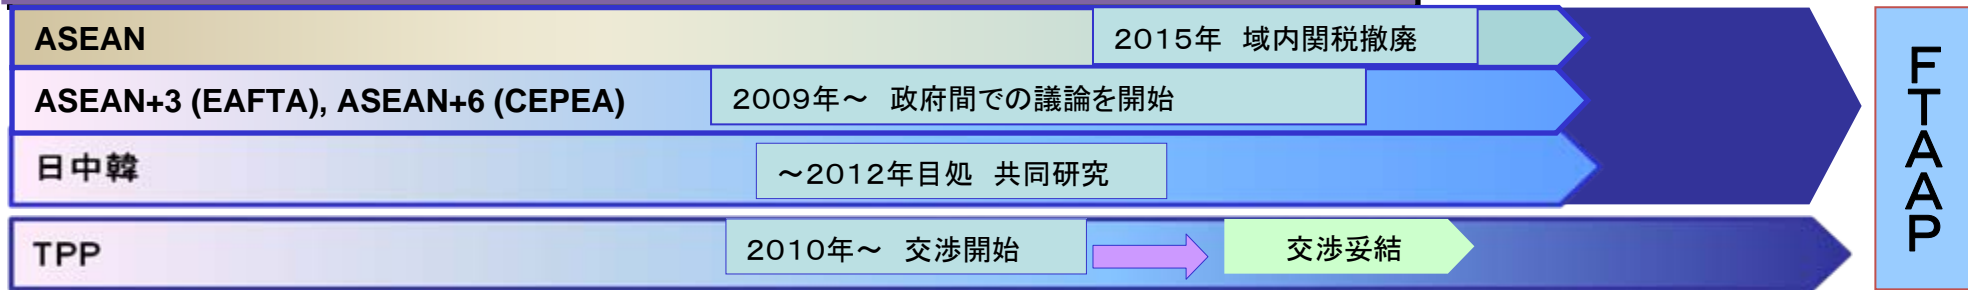 ASEAN
2015年 域内関税撤廃
ASEAN+3 (EAFTA), ASEAN+6 (CEPEA)
2009年～ 政府間での議論を開始
日中韓
～2012年目処 共同研究
TPP
2010年～ 交渉開始
交渉妥結
FTAAP